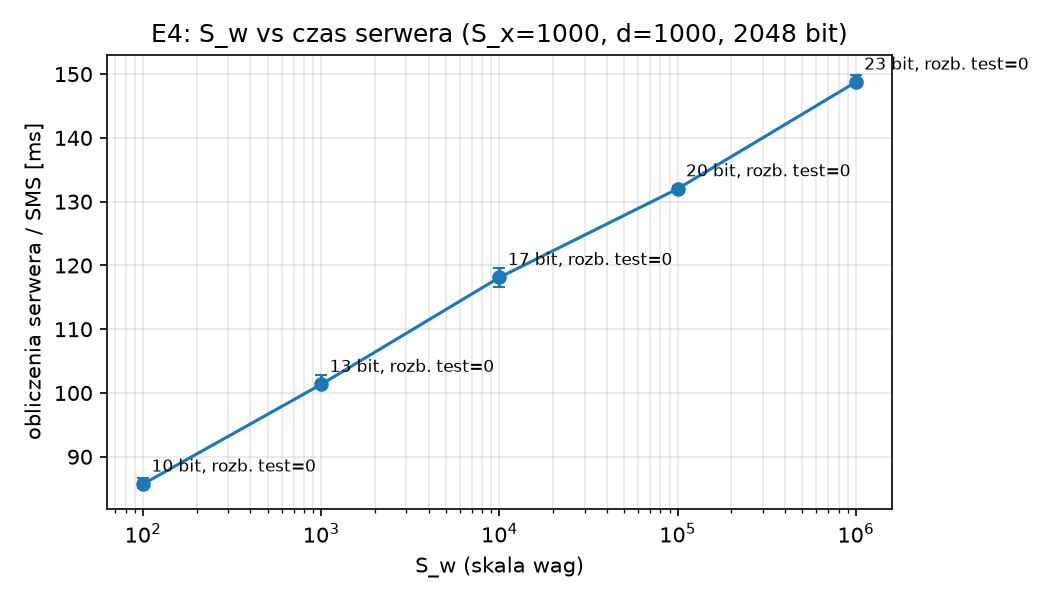 E4: S_w vs czas serwera (S_x=1000, d=1000, 2048 bit)
obliczenia serwera / SMS [ms]
150
140
130
120
110
100
90
23 bit, rozb. test=0
20 bit, rozb. test=0
17 bit, rozb. test=0
13 bit, rozb. test=0
10 bit, rozb. test=0
10² 10³ 10⁴ 10⁵ 10⁶
S_w (skala wag)